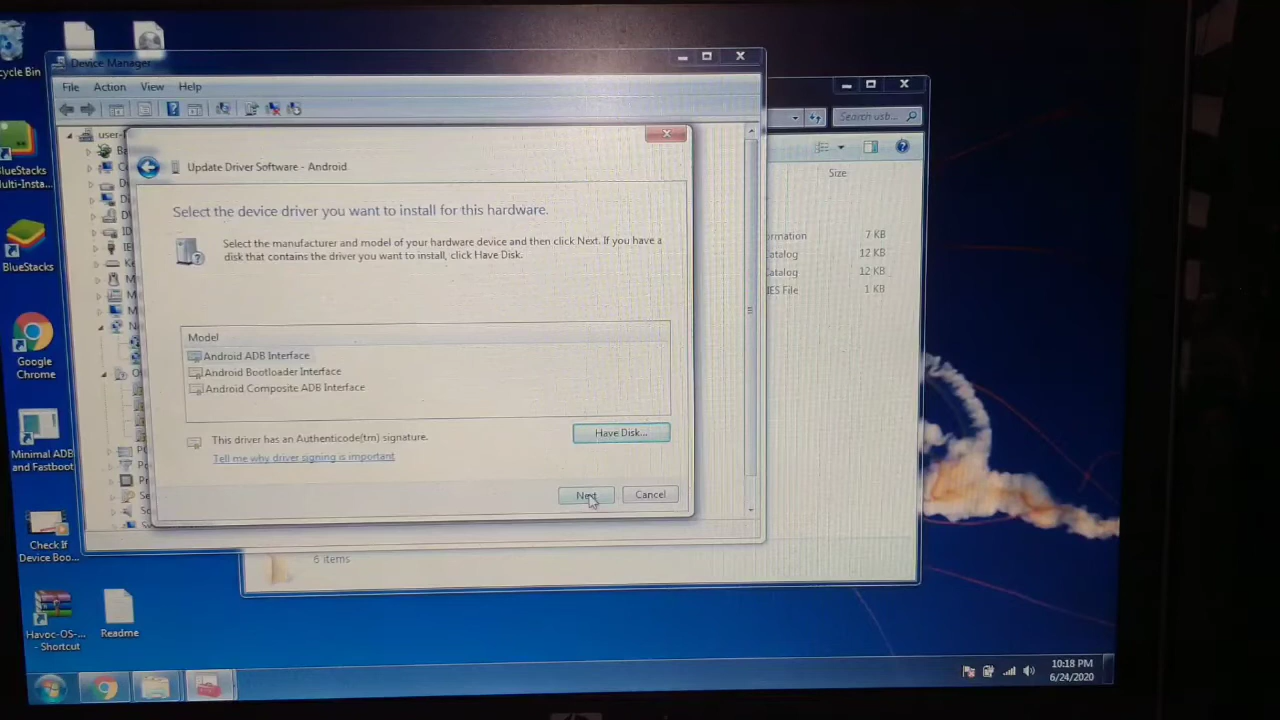 cycle Bin
Device Manager
File Action View Help
Search usb...
Size
user-
Update Driver Software - Android
Select the device driver you want to install for this hardware.
Select the manufacturer and model of your hardware device and then click Next. If you have a
disk that contains the driver you want to install, click Have Disk.
Model
Android ADB Interface
Android Bootloader Interface
Android Composite ADB Interface
Have Disk...
This driver has an Authenticode(tm) signature.
Tell me why driver signing is important
Next
Cancel
ormation 7 KB
atalog 12 KB
atalog 12 KB
IES File 1 KB
6 items
BlueStacks
Multi-Insta...
BlueStacks
Google
Chrome
Minimal ADB
and Fastboot
Check If
Device Boo...
Havoc-OS-...
- Shortcut
Readme
10:18 PM
6/24/2020